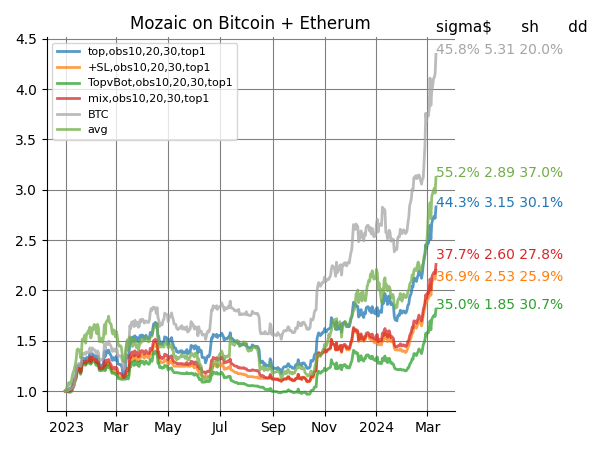 Mozaic on Bitcoin + Etherum
sigma$ sh dd
4.5
4.0
3.5
3.0
2.5
2.0
1.5
1.0
top,obs10,20,30,top1
+SL,obs10,20,30,top1
TopvBot,obs10,20,30,top1
mix,obs10,20,30,top1
BTC
avg
45.8% 5.31 20.0%
55.2% 2.89 37.0%
44.3% 3.15 30.1%
37.7% 2.60 27.8%
36.9% 2.53 25.9%
35.0% 1.85 30.7%
2023 Mar May Jul Sep Nov 2024 Mar